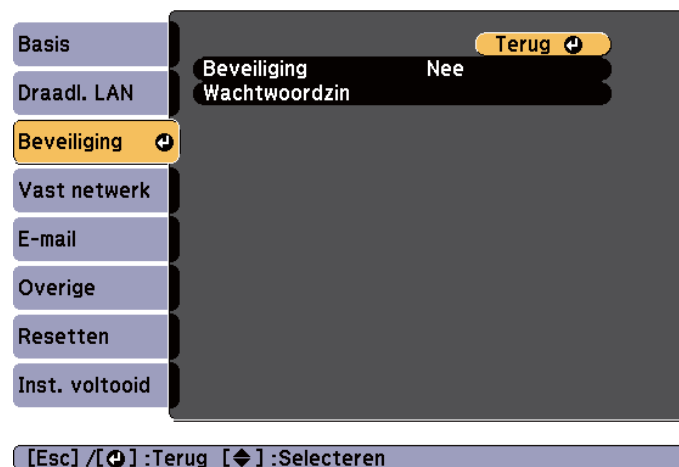 Basis
Draadl. LAN
Beveiliging
Vast netwerk
E-mail
Overige
Resetten
Inst. voltooid
Terug
Beveiliging Nee
Wachtwoordzin
[Esc] /[ ] :Terug [ ] :Selecteren